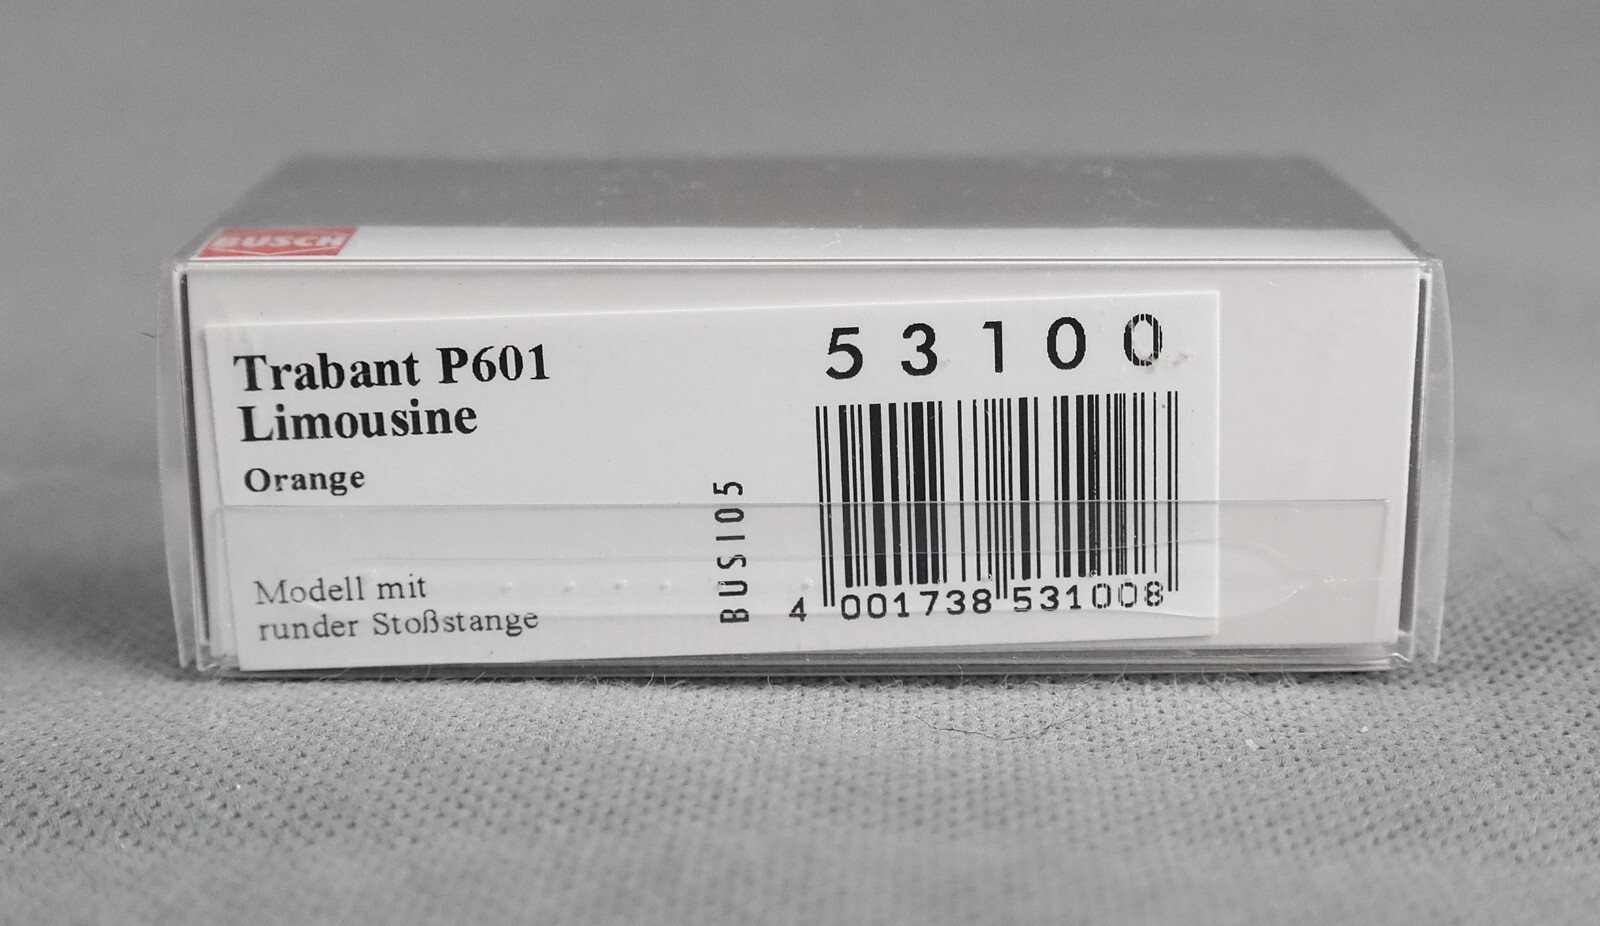 BUSCH
Trabant P601
Limousine
Orange
Modell mit
runder Stoßstange
53100
BUS105
4 001738 531008